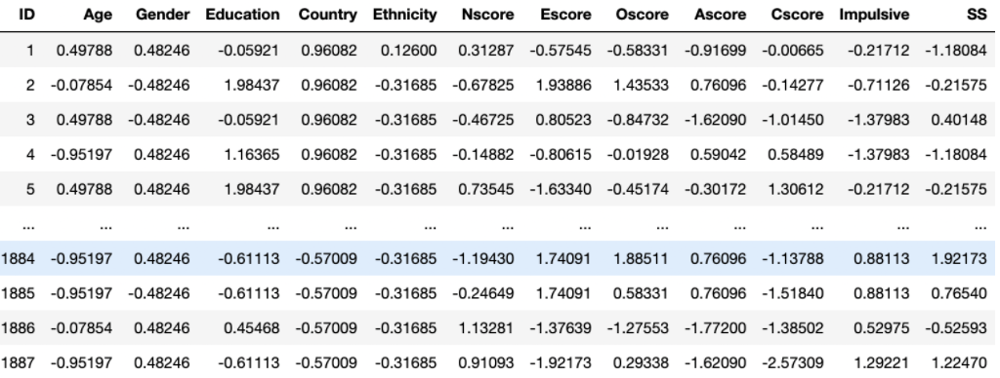 ID Age Gender Education Country Ethnicity Nscore Escore Oscore Ascore Cscore Impulsive SS
1 0.49788 0.48246 -0.05921 0.96082 0.12600 0.31287 -0.57545 -0.58331 -0.91699 -0.00665 -0.21712 -1.18084
2 -0.07854 -0.48246 1.98437 0.96082 -0.31685 -0.67825 1.93886 1.43533 0.76096 -0.14277 -0.71126 -0.21575
3 0.49788 -0.48246 -0.05921 0.96082 -0.31685 -0.46725 0.80523 -0.84732 -1.62090 -1.01450 -1.37983 0.40148
4 -0.95197 0.48246 1.16365 0.96082 -0.31685 -0.14882 -0.80615 -0.01928 0.59042 0.58489 -1.37983 -1.18084
5 0.49788 0.48246 1.98437 0.96082 -0.31685 0.73545 -1.63340 -0.45174 -0.30172 1.30612 -0.21712 -0.21575
... ... ... ... ... ... ... ... ... ... ... ... ...
1884 -0.95197 0.48246 -0.61113 -0.57009 -0.31685 -1.19430 1.74091 1.88511 0.76096 -1.13788 0.88113 1.92173
1885 -0.95197 -0.48246 -0.61113 -0.57009 -0.31685 -0.24649 1.74091 0.58331 0.76096 -1.51840 0.88113 0.76540
1886 -0.07854 0.48246 0.45468 -0.57009 -0.31685 1.13281 -1.37639 -1.27553 -1.77200 -1.38502 0.52975 -0.52593
1887 -0.95197 0.48246 -0.61113 -0.57009 -0.31685 0.91093 -1.92173 0.29338 -1.62090 -2.57309 1.29221 1.22470